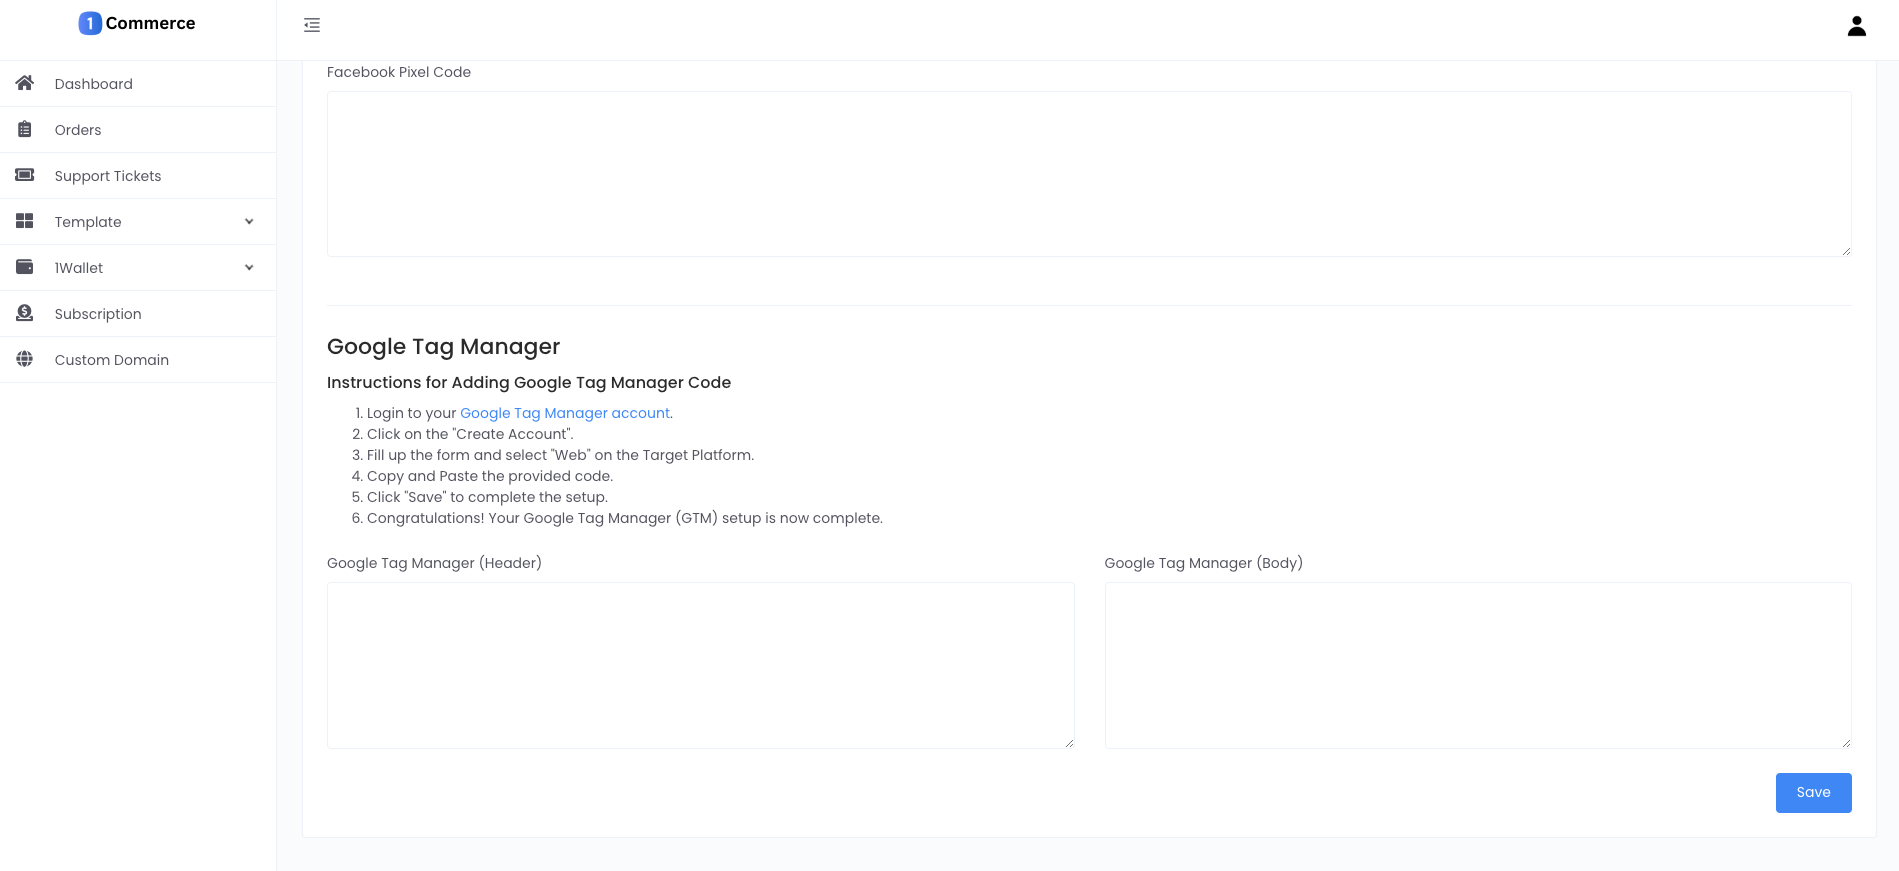 1 Commerce
Dashboard
Orders
Support Tickets
Template
1Wallet
Subscription
Custom Domain
Facebook Pixel Code
Google Tag Manager
Instructions for Adding Google Tag Manager Code
1. Login to your Google Tag Manager account.
2. Click on the "Create Account".
3. Fill up the form and select "Web" on the Target Platform.
4. Copy and Paste the provided code.
5. Click "Save" to complete the setup.
6. Congratulations! Your Google Tag Manager (GTM) setup is now complete.
Google Tag Manager (Header)
Google Tag Manager (Body)
Save